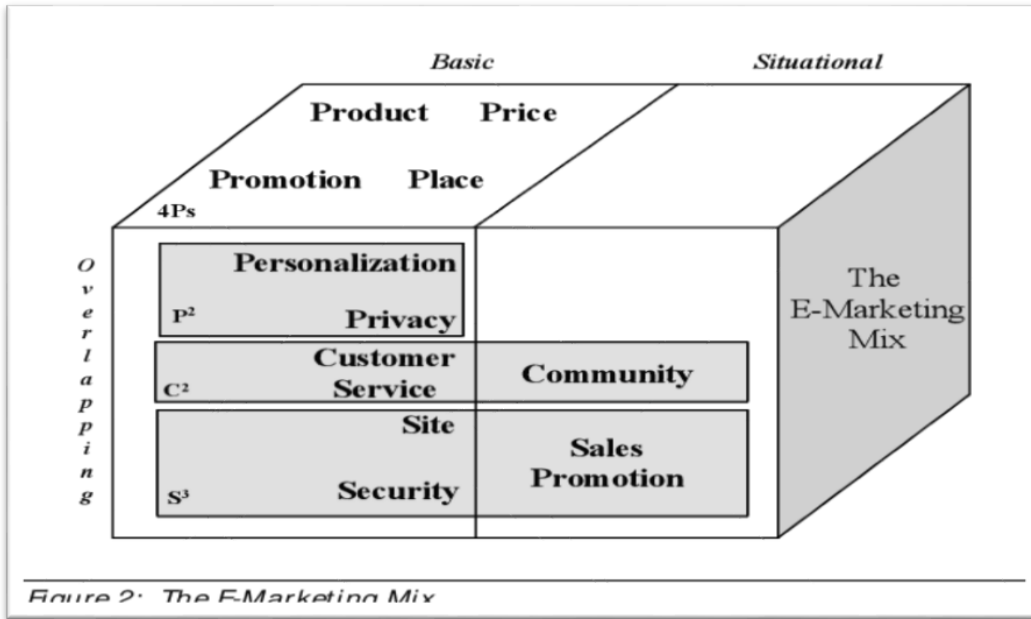 Basic Situational
Product Price
Promotion Place
4Ps
Overlapping
Personalization
P² Privacy
Customer
Service
C²
Community
Site
Security
S³
Sales
Promotion
The
E-Marketing
Mix
Figure 2: The E-Marketing Mix